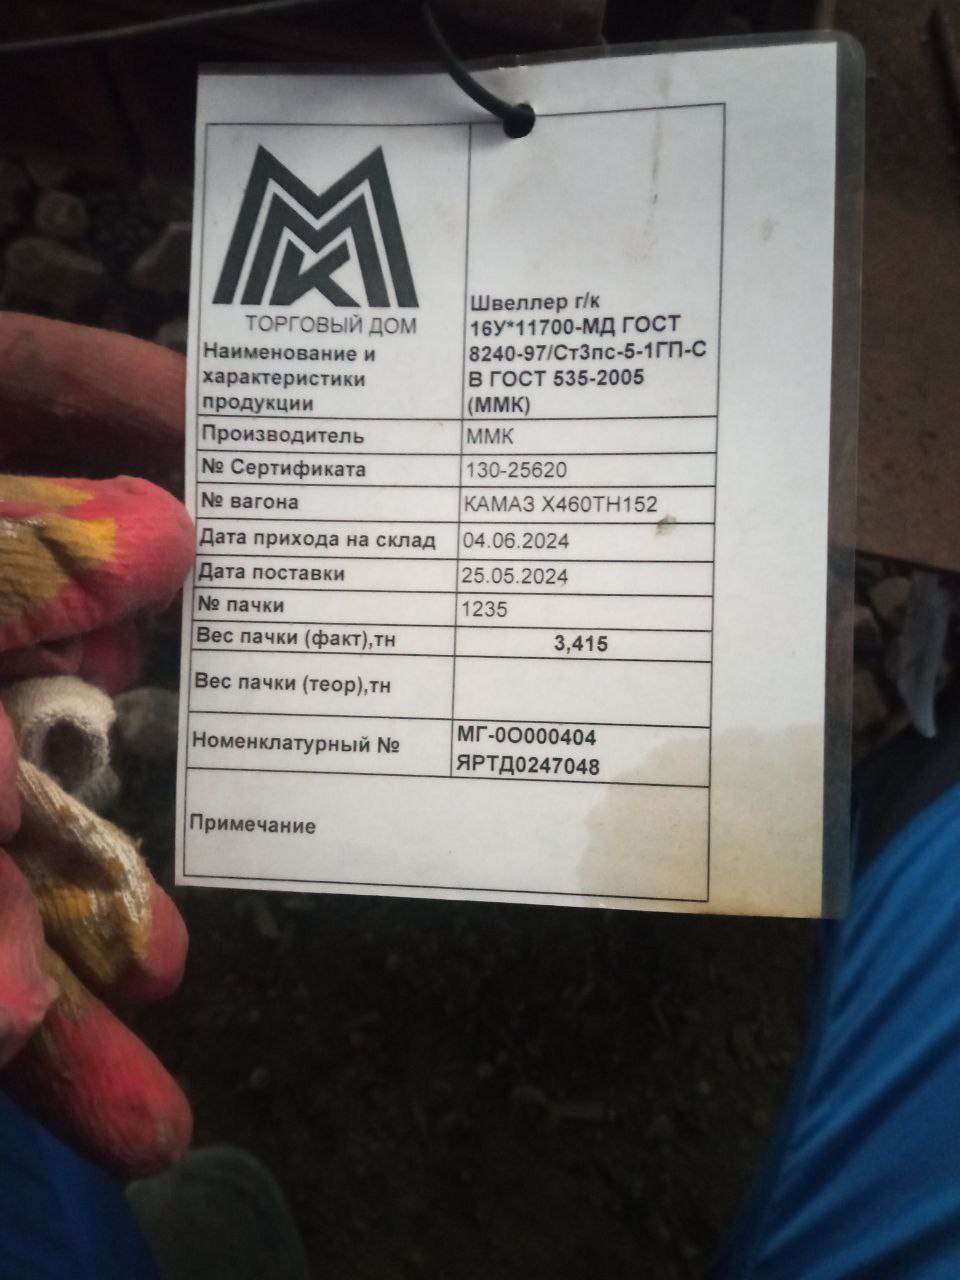 ММК
ТОРГОВЫЙ ДОМ
Наименование и
характеристики
продукции
Швеллер г/к
16У*11700-МД ГОСТ
8240-97/Ст3пс-5-1ГП-С
В ГОСТ 535-2005
(ММК)
Производитель ММК
№ Сертификата 130-25620
№ вагона КАМАЗ Х460ТН152
Дата прихода на склад 04.06.2024
Дата поставки 25.05.2024
№ пачки 1235
Вес пачки (факт),тн 3,415
Вес пачки (теор),тн
Номенклатурный № МГ-0О000404
ЯРТД0247048
Примечание